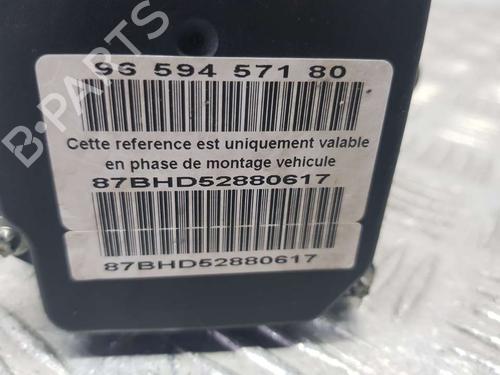 96 594 571 80
Cette reference est uniquement valable
en phase de montage vehicule
87BHD52880617
87BHD52880617
B-PARTS